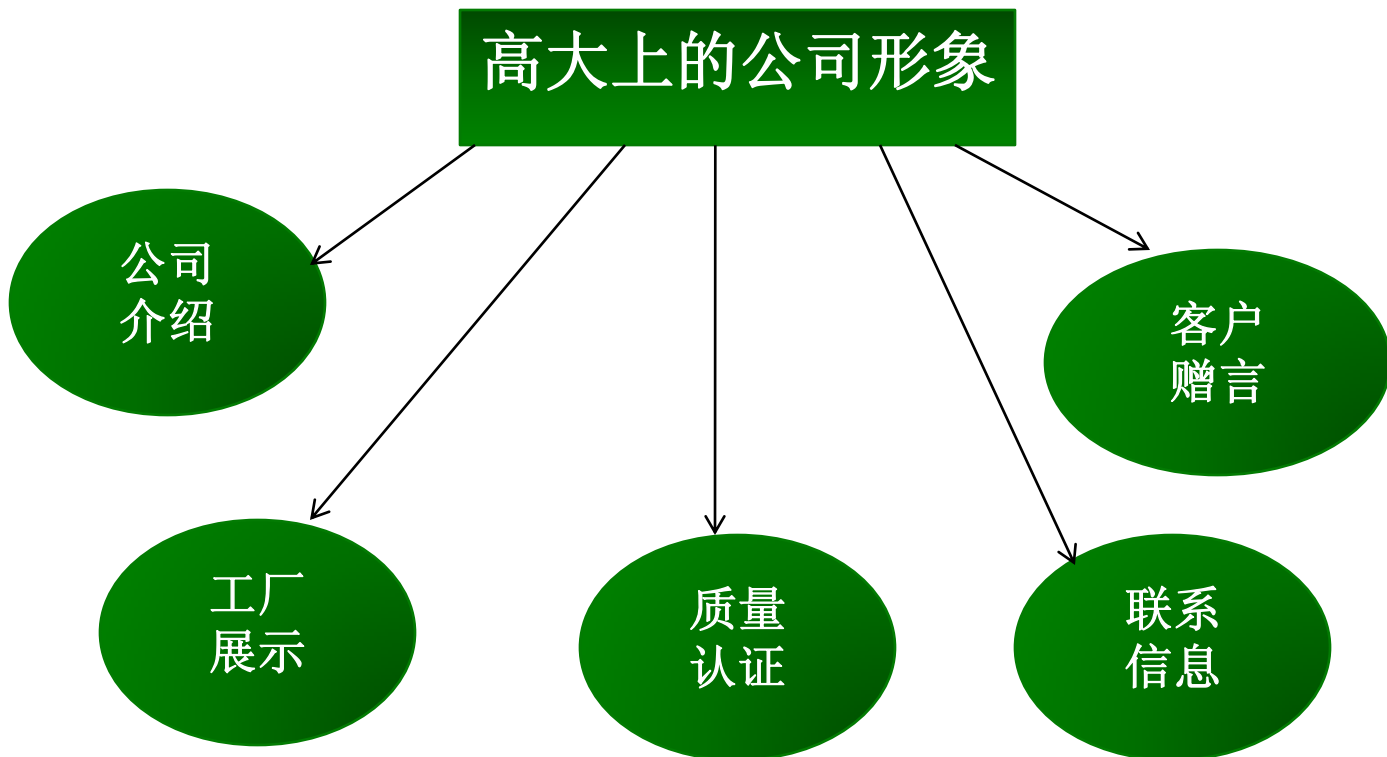 高大上的公司形象
公司
介绍
客户
赠言
工厂
展示
质量
认证
联系
信息